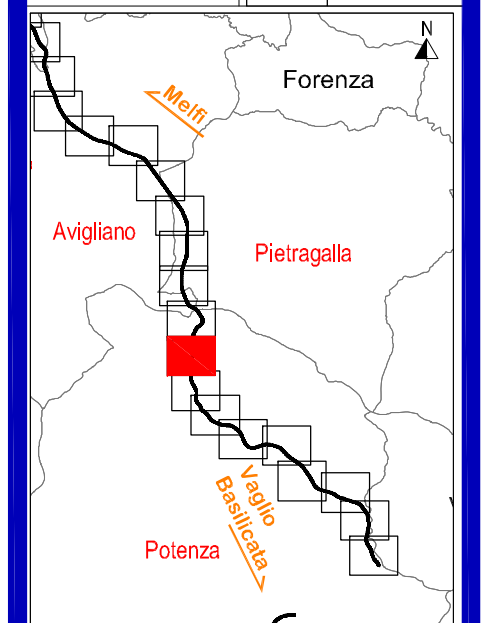 N
Forenza
Melfi
Avigliano
Pietragalla
Vaglio
Basilicata
Potenza